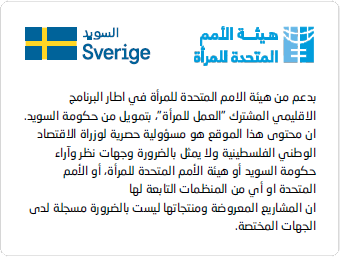 السويد
Sverige
هيئة الأمم
المتحدة للمرأة
بدعم من هيئة الامم المتحدة للمرأة في اطار البرنامج
الاقليمي المشترك "العمل للمرأة"، بتمويل من حكومة السويد.
ان محتوى هذا الموقع هو مسؤولية حصرية لوزراة الاقتصاد
الوطني الفلسطينية ولا يمثل بالضرورة وجهات نظر وآراء
حكومة السويد أو هيئة الأمم المتحدة للمرأة، أو الأمم
المتحدة او أي من المنظمات التابعة لها
ان المشاريع المعروضة ومنتجاتها ليست بالضرورة مسجلة لدى
الجهات المختصة.